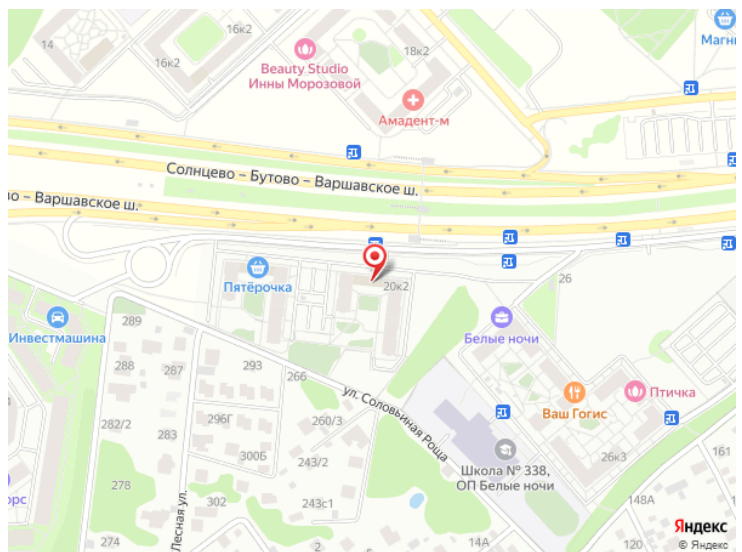 16к2
14
16к2
18к2
Магни
Beauty Studio
Инны Морозовой
Амадент-м
Солнцево – Бутово – Варшавское ш.
во – Варшавское ш.
Пятёрочка
20к2
26
289
Инвестмашина
Белые ночи
288
287
293
266
Птичка
ул. Соловьиная Роща
Ваш Гогис
282/2
283
296Г
260/3
300Б
243/2
Школа № 338,
ОП Белые ночи
26к3
161
278
орс
Лесная ул.
302
243с1
148А
274
14А
120
Яндекс
© Яндекс